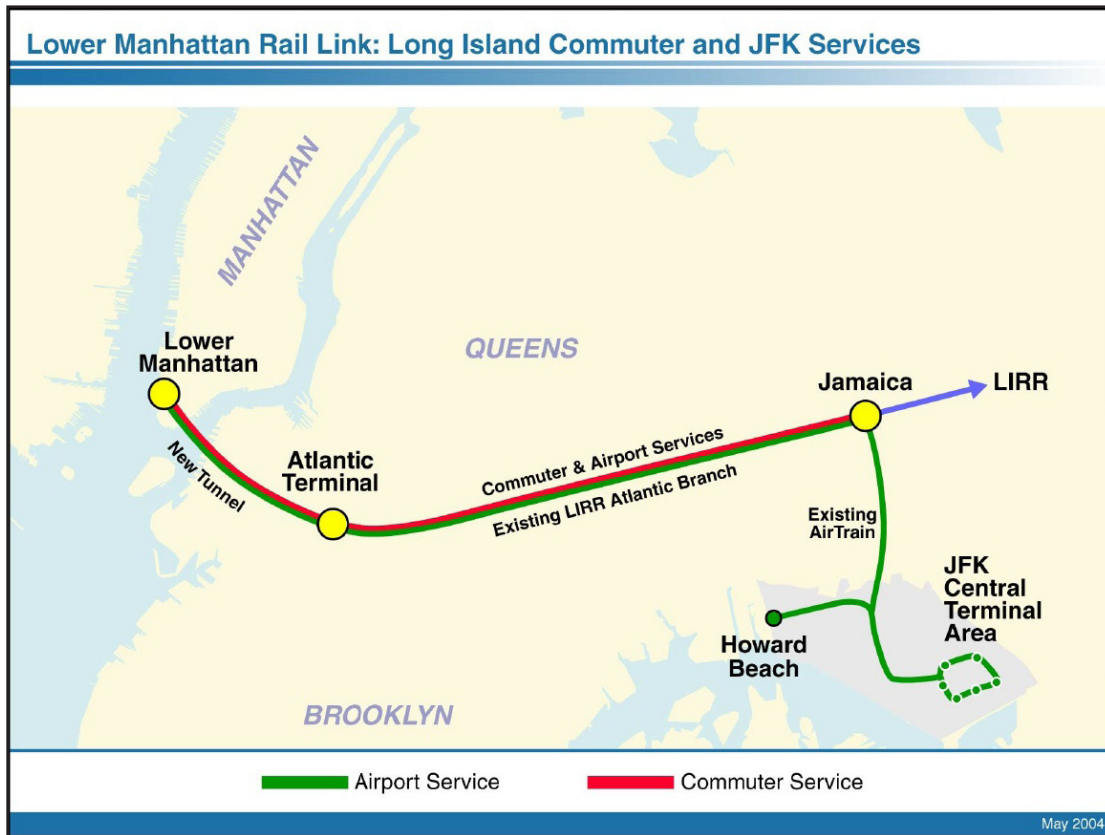 Lower Manhattan Rail Link: Long Island Commuter and JFK Services
MANHATTAN
Lower
Manhattan
QUEENS
Jamaica
LIRR
New Tunnel
Atlantic
Terminal
Commuter & Airport Services
Existing LIRR Atlantic Branch
Existing
AirTrain
JFK
Central
Terminal
Area
Howard
Beach
BROOKLYN
Airport Service
Commuter Service
May 2004